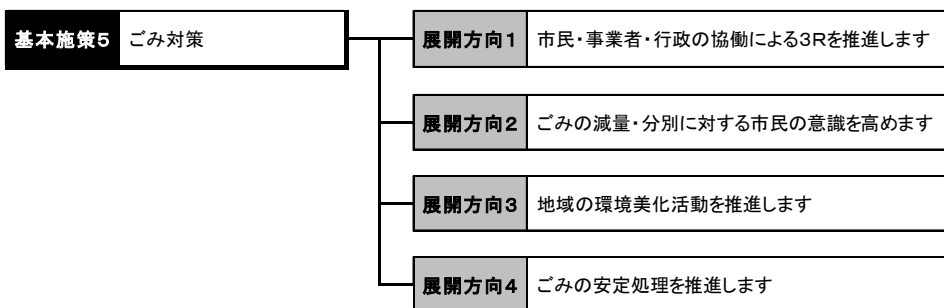 基本施策5 ごみ対策
展開方向1 市民・事業者・行政の協働による3Rを推進します
展開方向2 ごみの減量・分別に対する市民の意識を高めます
展開方向3 地域の環境美化活動を推進します
展開方向4 ごみの安定処理を推進します